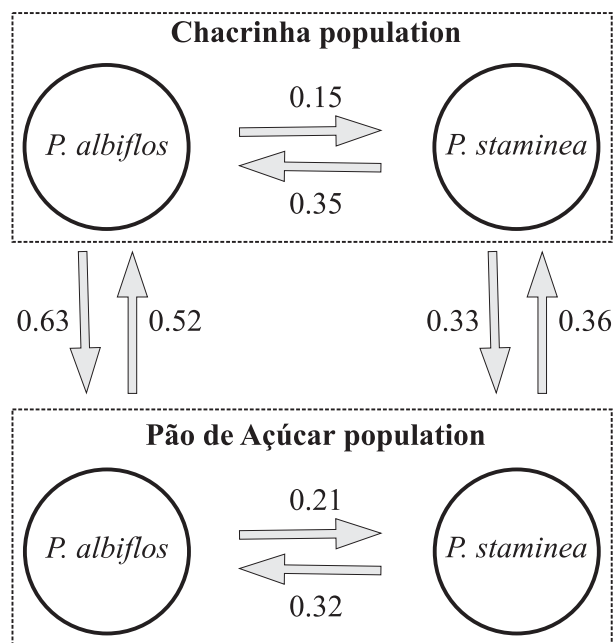 Chacrinha population
0.15
P. albiflos
P. staminea
0.35
0.63
0.52
0.33
0.36
Pão de Açúcar population
0.21
P. albiflos
P. staminea
0.32